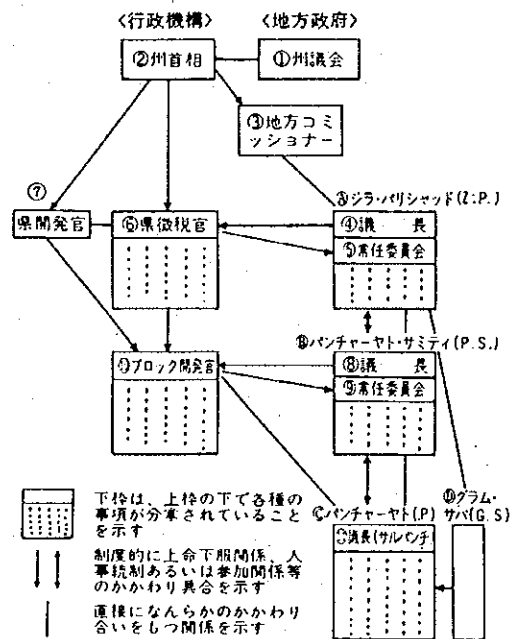 〈行政機構〉 〈地方政府〉
②州首相
①州議会
③地方コミ
ッショナー
⑦
県開発官
⑥県徴税官
Ⓐジラ・パリシャッド(Z.P.)
④議 長
⑤常任委員会
Ⓑパンチャーヤト・サミティ(P.S.)
ブロック開発官
⑧議 長
⑨常任委員会
Ⓒパンチャーヤト(P)
長(サルパンチ)
Ⓓグラム・
サバ(G.S)
下枠は、上枠の下で各種の
事項が分掌されていること
を示す
制度的に上命下服関係、人
事統制あるいは参加関係等
のかかわり具合を示す
直接になんらかのかかわり
合いをもつ関係を示す